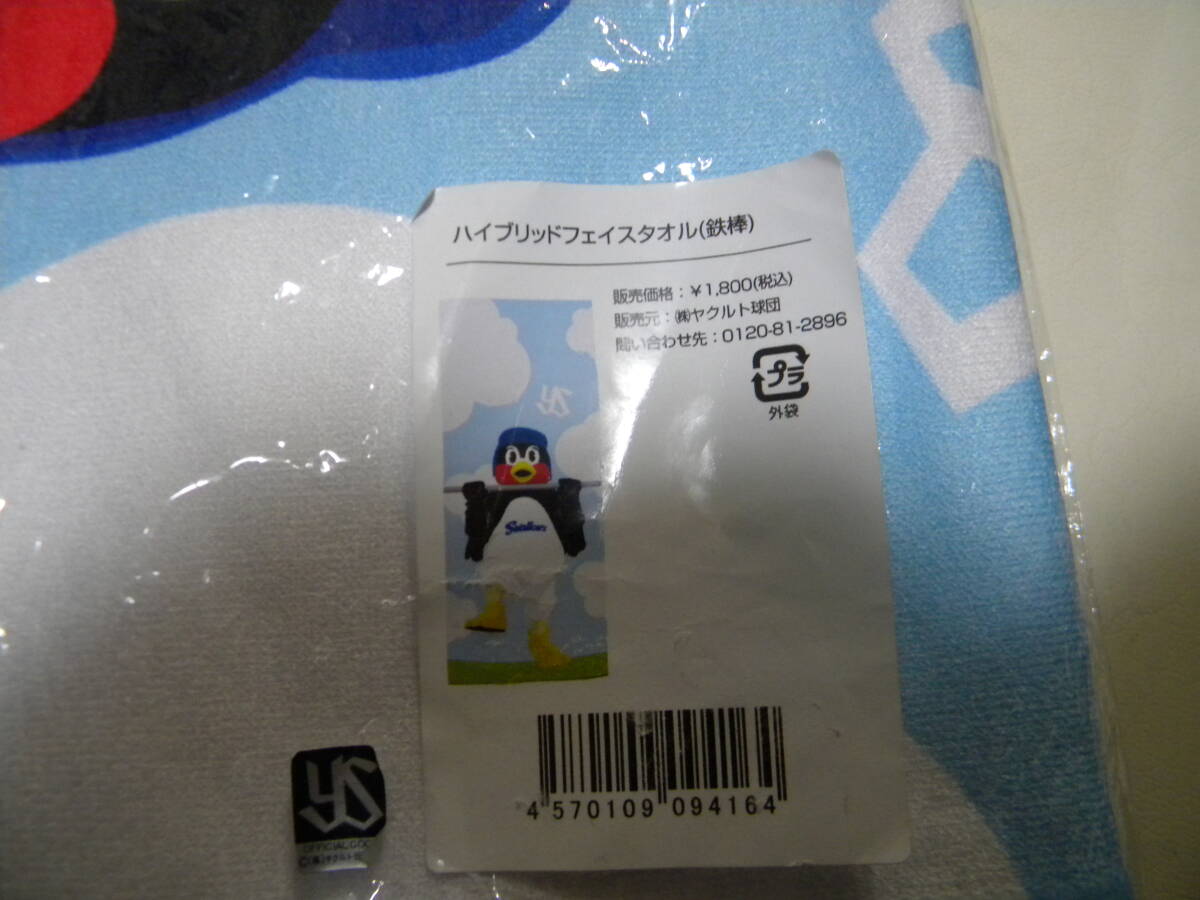 ハイブリッドフェイスタオル(鉄棒)
販売価格：￥1,800(税込)
販売元：㈱ヤクルト球団
問い合わせ先：0120-81-2896
プラ
外袋
YS
Swallows
4 570109 094164
YS
OFFICIAL